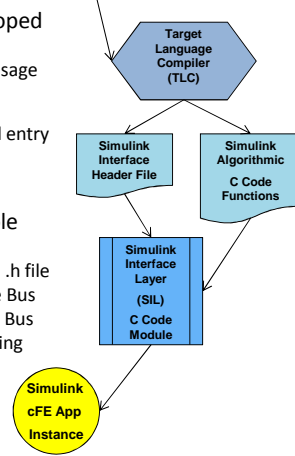 pped
sage
entry
le
.h file
Bus
Bus
ing
Target
Language
Compiler
(TLC)
Simulink
Interface
Header File
Simulink
Algorithmic
C Code
Functions
Simulink
Interface
Layer
(SIL)
C Code
Module
Simulink
cFE App
Instance